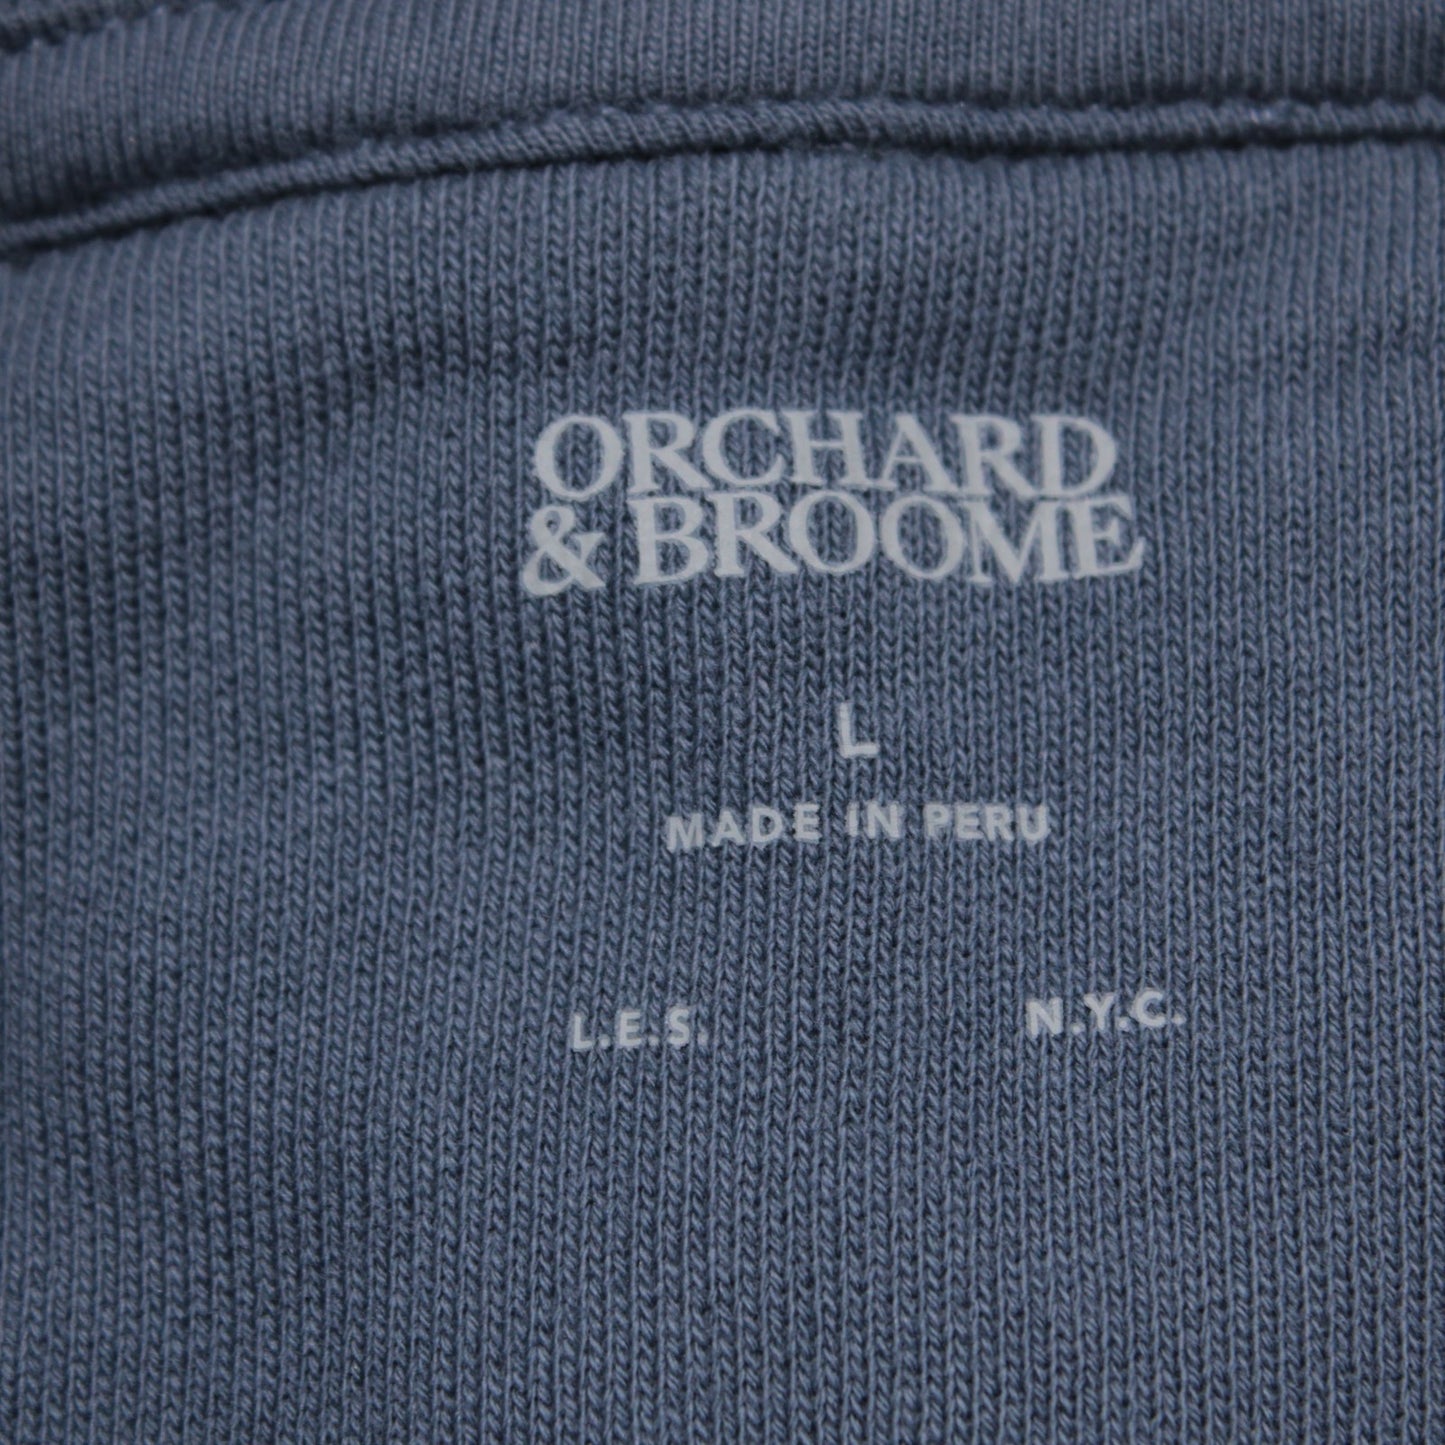 ORCHARD
& BROOME
L
MADE IN PERU
L.E.S. N.Y.C.